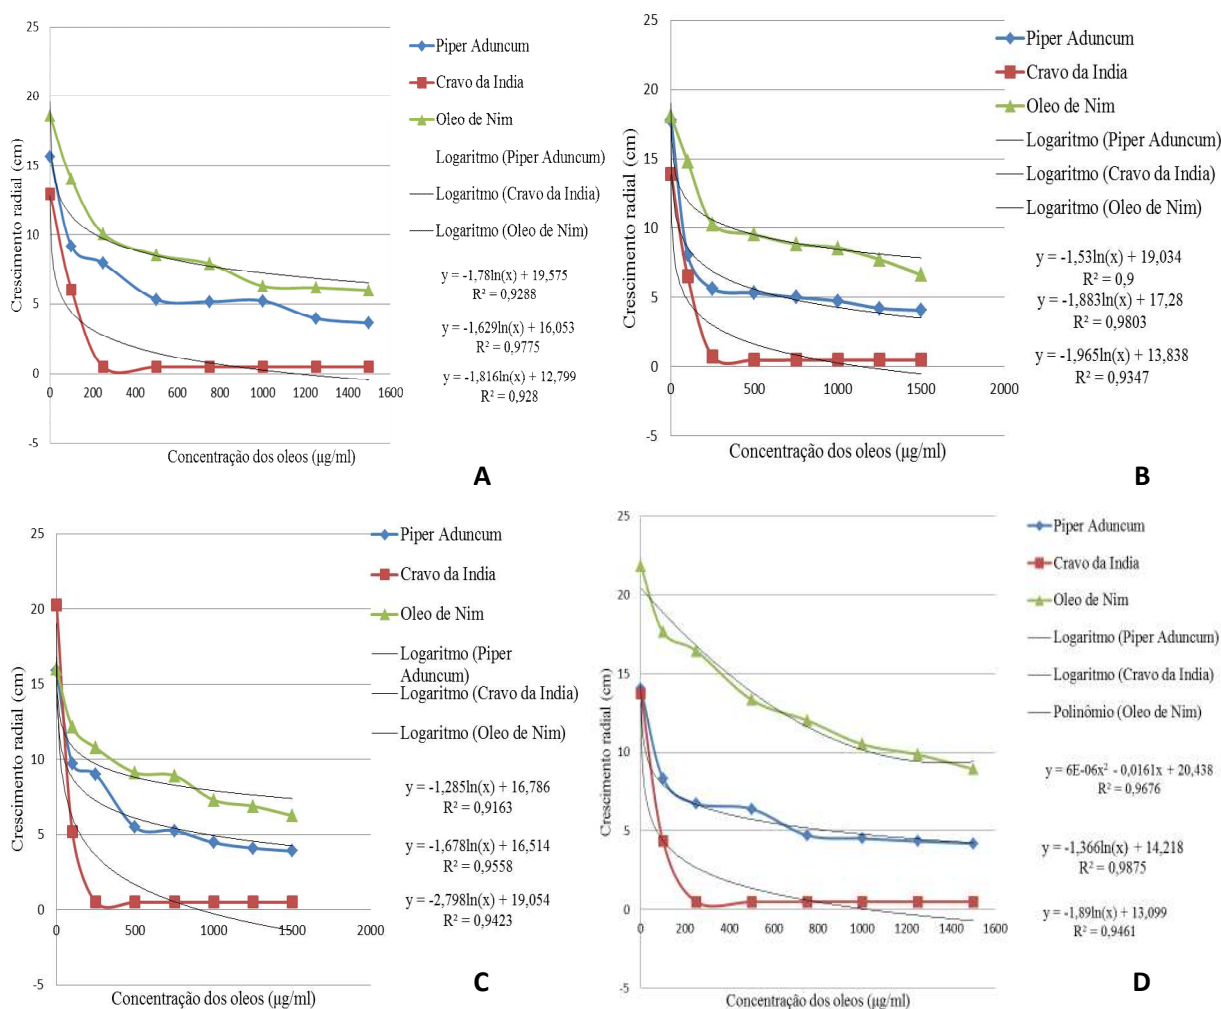 25
20
15
10
5
0
-5
Crescimento radial (cm)
0 200 400 600 800 1000 1200 1400 1600
Concentração dos oleos (µg/ml)
Piper Aduncum
Cravo da India
Oleo de Nim
Logaritmo (Piper Aduncum)
Logaritmo (Cravo da India)
Logaritmo (Oleo de Nim)
y = -1,78ln(x) + 19,575
R² = 0,9288
y = -1,629ln(x) + 16,053
R² = 0,9775
y = -1,816ln(x) + 12,799
R² = 0,928
A
25
20
15
10
5
0
-5
Crescimento radial (cm)
0 500 1000 1500 2000
Concentração dos oleos (µg/ml)
Piper Aduncum
Cravo da India
Oleo de Nim
Logaritmo (Piper Aduncum)
Logaritmo (Cravo da India)
Logaritmo (Oleo de Nim)
y = -1,53ln(x) + 19,034
R² = 0,9
y = -1,883ln(x) + 17,28
R² = 0,9803
y = -1,965ln(x) + 13,838
R² = 0,9347
B
25
20
15
10
5
0
-5
Crescimento radial (cm)
0 500 1000 1500 2000
Concentração dos oleos (µg/ml)
Piper Aduncum
Cravo da India
Oleo de Nim
Logaritmo (Piper
Aduncum)
Logaritmo (Cravo da India)
Logaritmo (Oleo de Nim)
y = -1,285ln(x) + 16,786
R² = 0,9163
y = -1,678ln(x) + 16,514
R² = 0,9558
y = -2,798ln(x) + 19,054
R² = 0,9423
C
25
20
15
10
5
0
-5
Crescimento radial (cm)
0 200 400 600 800 1000 1200 1400 1600
Concentração dos oleos (µg/ml)
Piper Aduncum
Cravo da India
Oleo de Nim
Logaritmo (Piper Aduncum)
Logaritmo (Cravo da India)
Polinômio (Oleo de Nim)
y = 6E-06x² - 0,0161x + 20,438
R² = 0,9676
y = -1,366ln(x) + 14,218
R² = 0,9875
y = -1,89ln(x) + 13,099
R² = 0,9461
D